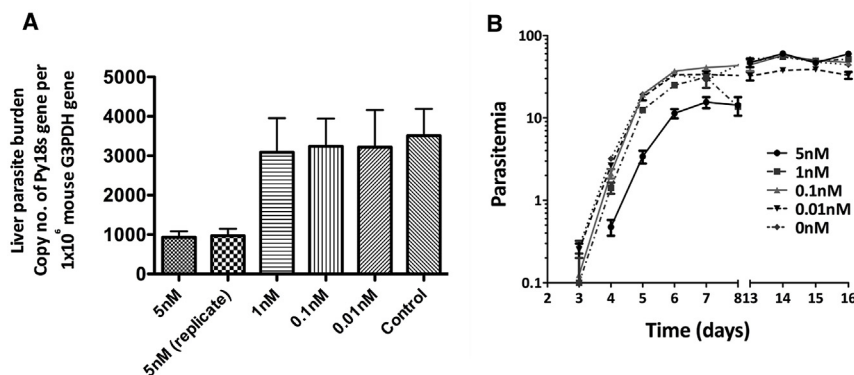 A
Liver parasite burden
Copy no. of Py18s gene per
1x10⁶ mouse G3PDH gene
5000
4000
3000
2000
1000
0
5nM
5nM (replicate)
1nM
0.1nM
0.01nM
Control
B
Parasitemia
100
10
1
0.1
2 3 4 5 6 7 8 13 14 15 16
Time (days)
5nM
1nM
0.1nM
0.01nM
0nM